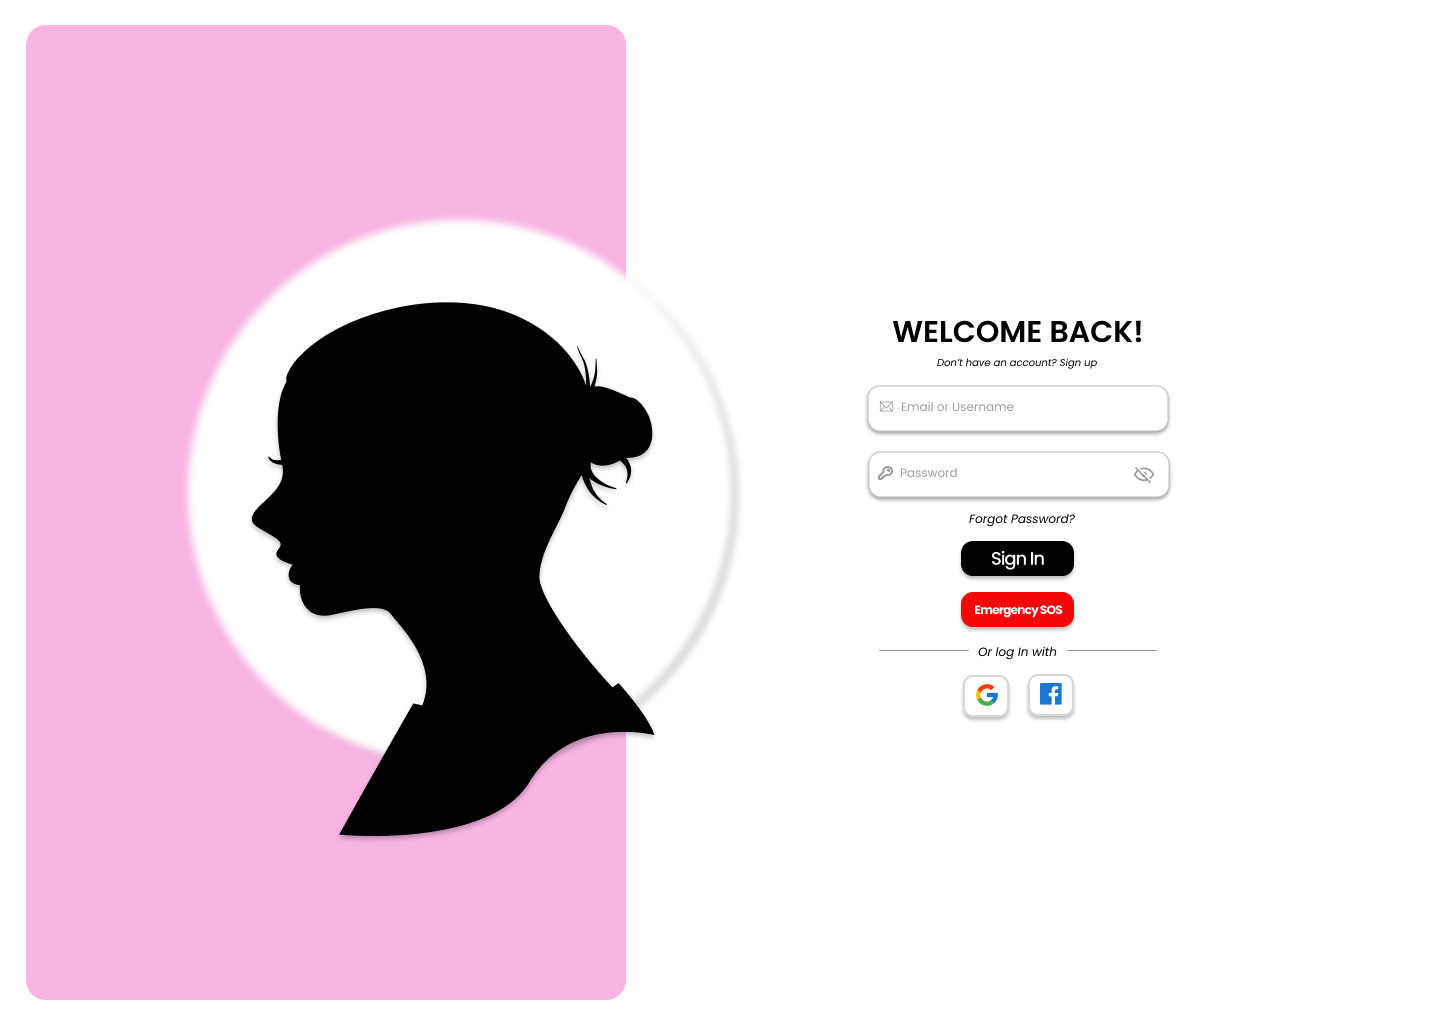 WELCOME BACK!
Don't have an account? Sign up
Email or Username
Password
Forgot Password?
Sign In
Emergency SOS
Or log In with